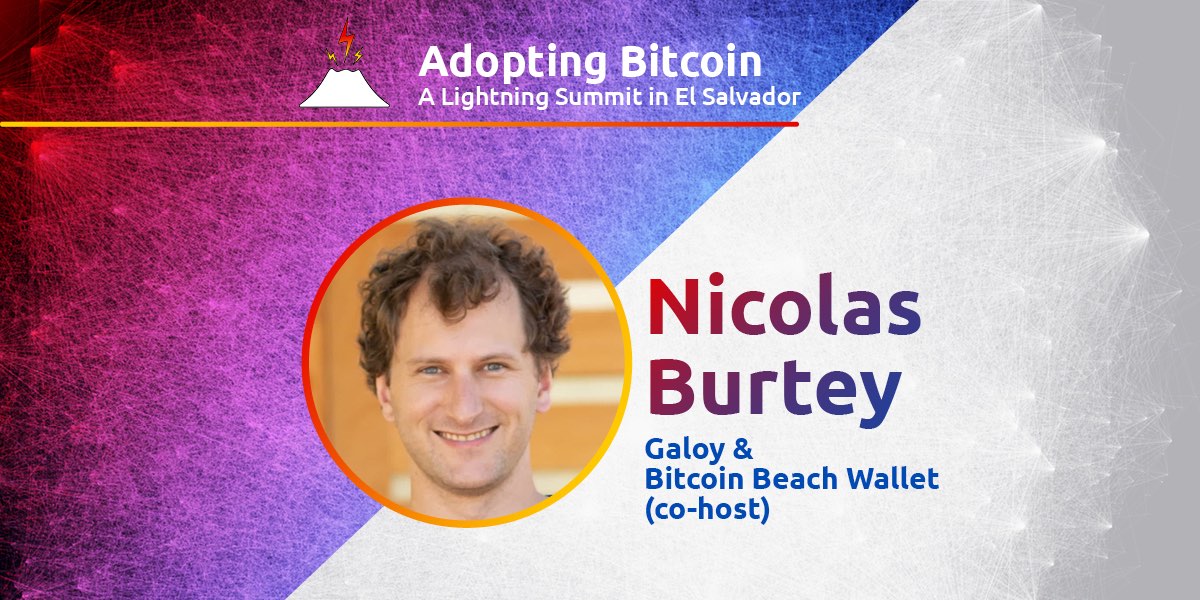 Adopting Bitcoin
A Lightning Summit in El Salvador
Nicolas
Burtey
Galoy &
Bitcoin Beach Wallet
(co-host)